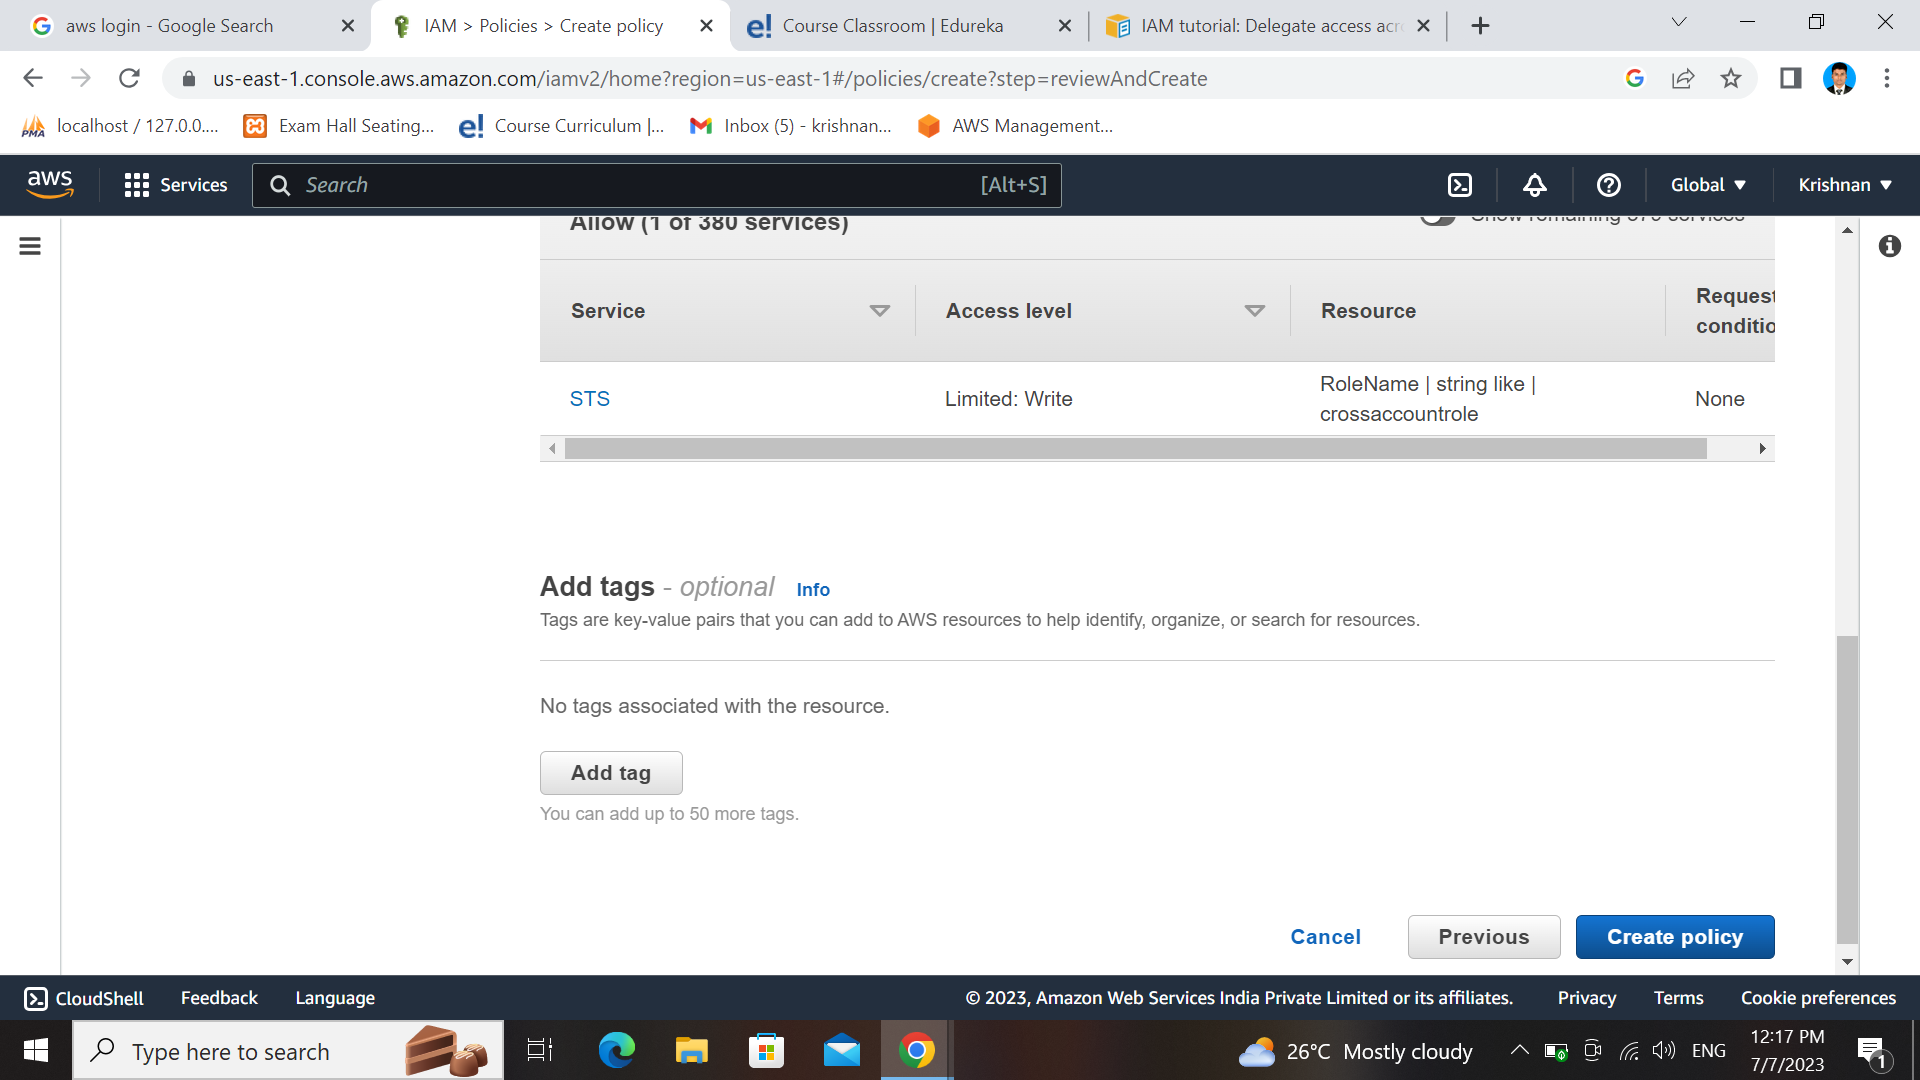 aws login - Google Search
IAM > Policies > Create policy
Course Classroom | Edureka
IAM tutorial: Delegate access acr
us-east-1.console.aws.amazon.com/iamv2/home?region=us-east-1#/policies/create?step=reviewAndCreate
localhost / 127.0.0....
Exam Hall Seating...
Course Curriculum |...
Inbox (5) - krishnan...
AWS Management...
aws
Services
Search
[Alt+S]
Global
Krishnan
Allow (1 of 380 services)
Show remaining 379 services
Service
Access level
Resource
Request
conditio
STS
Limited: Write
RoleName | string like |
crossaccountrole
None
Add tags - optional
Info
Tags are key-value pairs that you can add to AWS resources to help identify, organize, or search for resources.
No tags associated with the resource.
Add tag
You can add up to 50 more tags.
Cancel
Previous
Create policy
CloudShell
Feedback
Language
© 2023, Amazon Web Services India Private Limited or its affiliates.
Privacy
Terms
Cookie preferences
Type here to search
26°C
Mostly cloudy
ENG
12:17 PM
7/7/2023
1